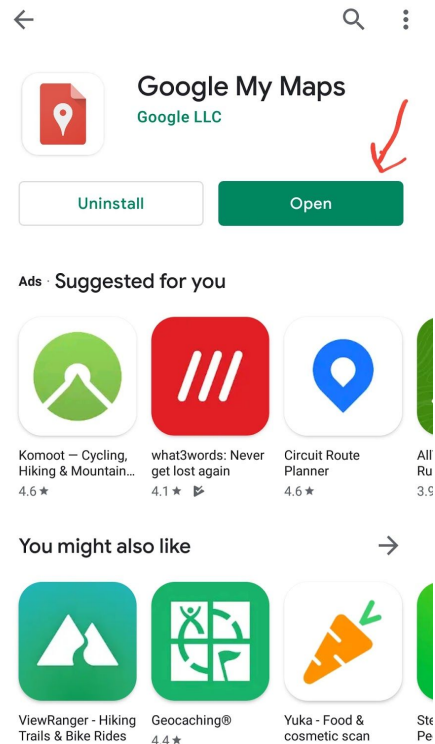 Google My Maps
Google LLC
Uninstall
Open
Ads · Suggested for you
Komoot — Cycling,
Hiking & Mountain...
4.6★
what3words: Never
get lost again
4.1★
Circuit Route
Planner
4.6★
All
Ru
3.9
You might also like
ViewRanger - Hiking
Trails & Bike Rides
Geocaching®
4.4★
Yuka - Food &
cosmetic scan
Ste
Pe